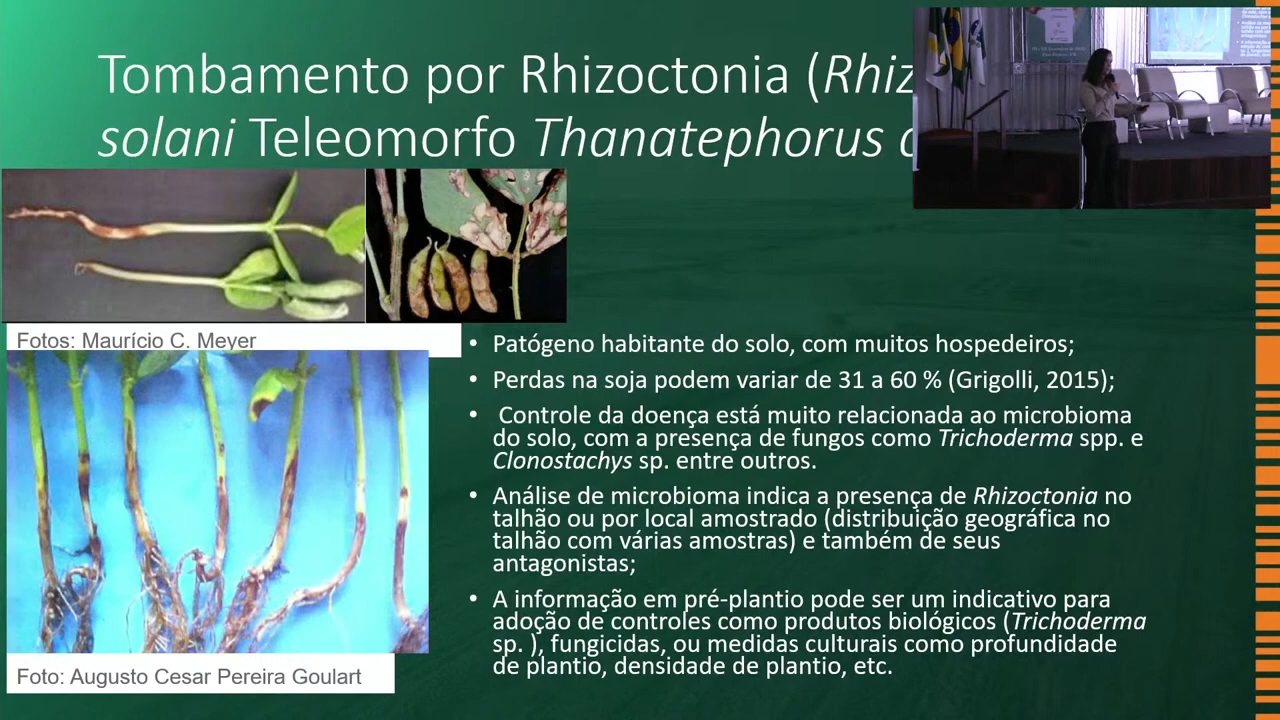 Tombamento por Rhizoctonia (Rhiz
solani Teleomorfo Thanatephorus c
Fotos: Maurício C. Meyer
• Patógeno habitante do solo, com muitos hospedeiros;
• Perdas na soja podem variar de 31 a 60 % (Grigolli, 2015);
• Controle da doença está muito relacionada ao microbioma
do solo, com a presença de fungos como Trichoderma spp. e
Clonostachys sp. entre outros.
• Análise de microbioma indica a presença de Rhizoctonia no
talhão ou por local amostrado (distribuição geográfica no
talhão com várias amostras) e também de seus
antagonistas;
• A informação em pré-plantio pode ser um indicativo para
adoção de controles como produtos biológicos (Trichoderma
sp. ), fungicidas, ou medidas culturais como profundidade
de plantio, densidade de plantio, etc.
Foto: Augusto Cesar Pereira Goulart